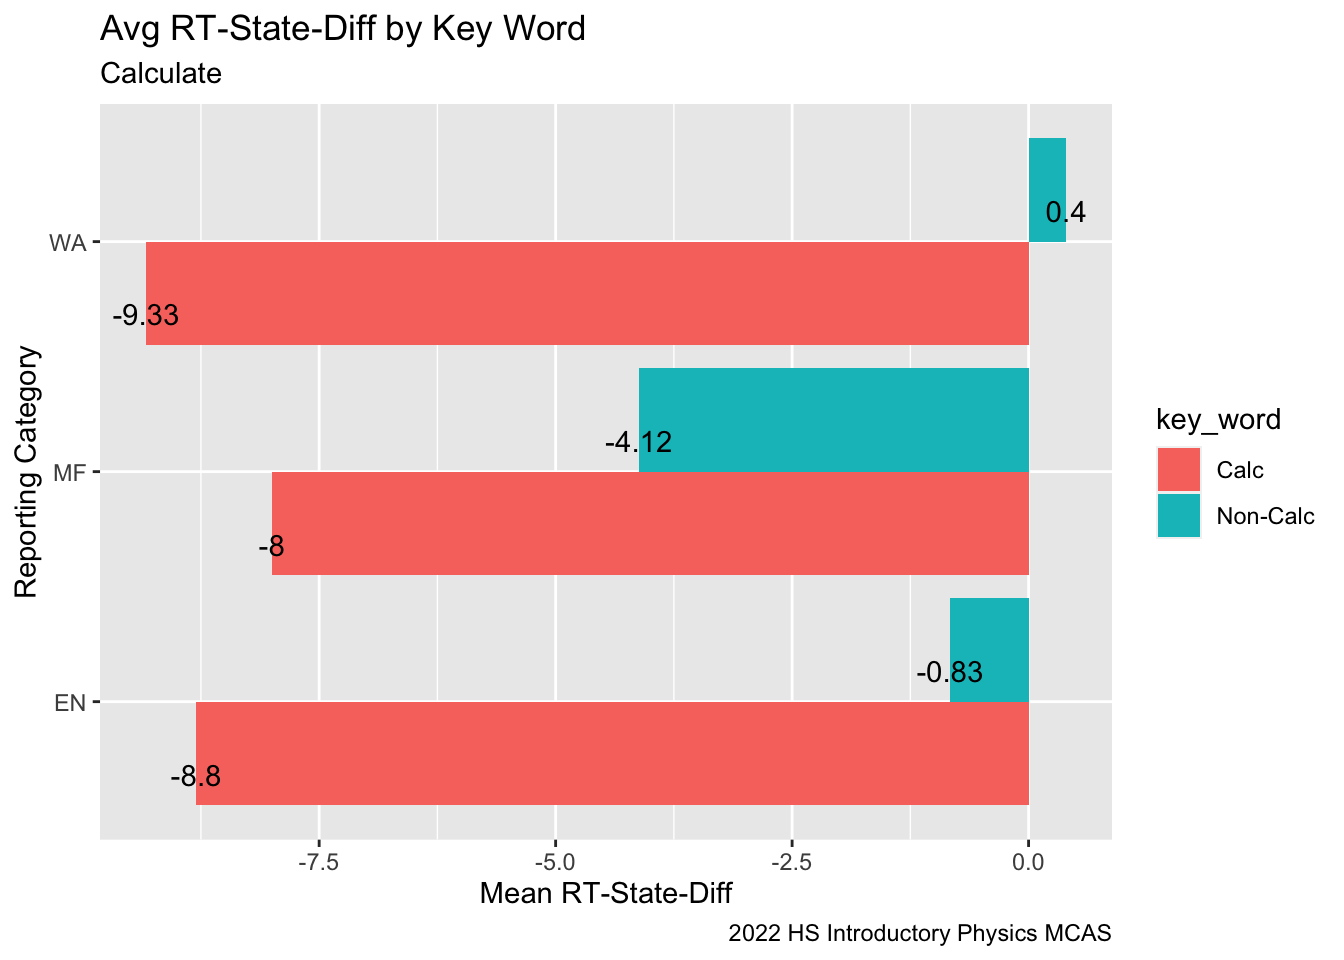 Avg RT-State-Diff by Key Word
Calculate
Reporting Category
WA
0.4
-9.33
MF
-4.12
-8
EN
-0.83
-8.8
-7.5 -5.0 -2.5 0.0
Mean RT-State-Diff
key_word
Calc
Non-Calc
2022 HS Introductory Physics MCAS